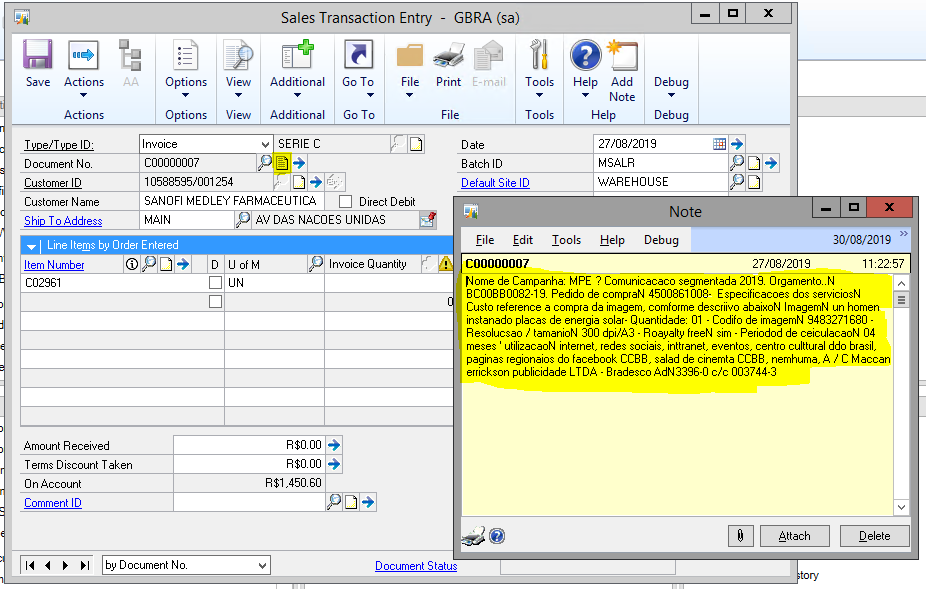 Sales Transaction Entry - GBRA (sa)
Save
Actions
AA
Options
View
Additional
Go To
File
Print
E-mail
Tools
Help
Add
Note
Debug
Actions
Options
View
Additional
Go To
File
Tools
Help
Debug
Type/Type ID: Invoice SERIE C
Document No. C00000007
Customer ID 10588595/001254
Customer Name SANOFI MEDLEY FARMACEUTICA Direct Debit
Ship To Address MAIN AV DAS NACOES UNIDAS
Date 27/08/2019
Batch ID MSALR
Default Site ID WAREHOUSE
Line Items by Order Entered
Item Number D U of M Invoice Quantity
C02961 UN
0
Amount Received R$0.00
Terms Discount Taken R$0.00
On Account R$1,450.60
Comment ID
by Document No.
Document Status
Note
File Edit Tools Help Debug 30/08/2019
C00000007 27/08/2019 11:22:57
Nome de Campanha: MPE ? Comunicacaco segmentada 2019. Orgamento..N
BC00BB0082-19. Pedido de compraN 4500861008- Especificacoes dos serviciosN
Custo reference a compra da imagem, comforme descriivo abaixoN ImagemN un homen
instanado placas de energia solar- Quantidade: 01 - Codifo de imagemN 9483271680 -
Resolucsao / tamanioN 300 dpi/A3 - Roayalty freeN sim - Periodod de ceiculacaoN 04
meses ' utilizacaoN internet, redes sociais, inttranet, eventos, centro culttural ddo brasil,
paginas regionaios do facebook CCBB, salad de cinemta CCBB, nemhuma, A / C Maccan
errickson publicidade LTDA - Bradesco AdN3396-0 c/c 003744-3
Attach
Delete
story